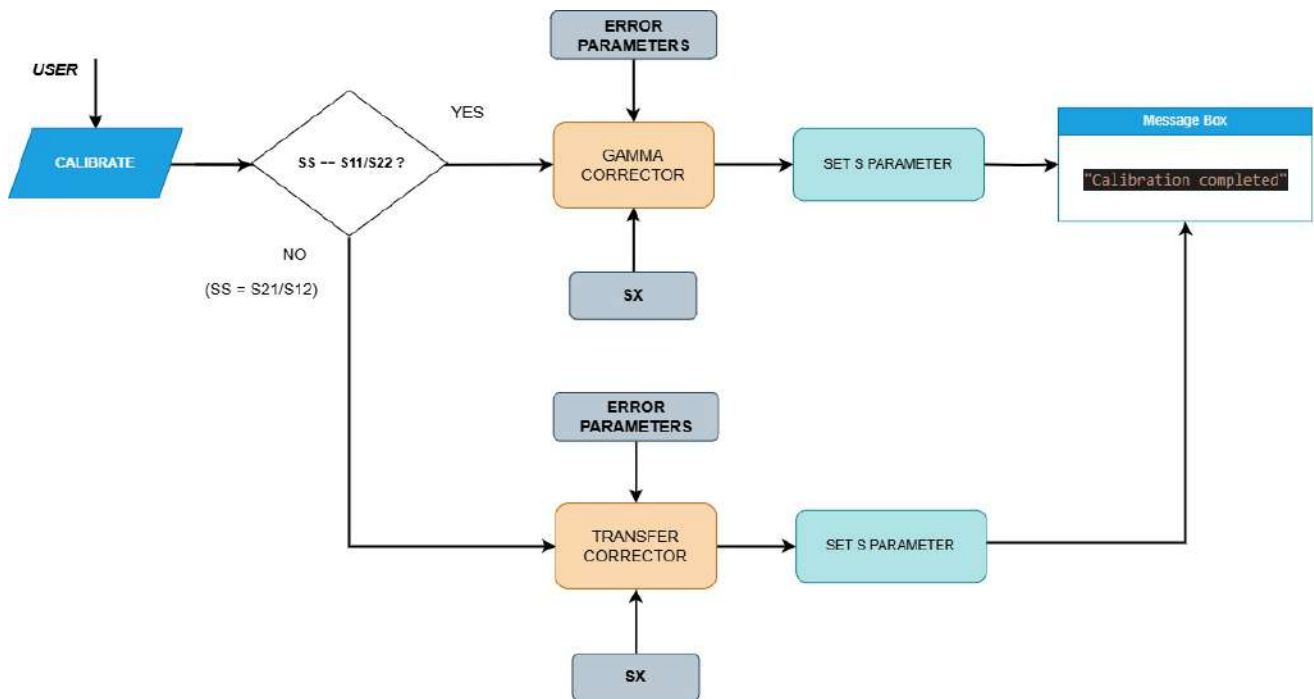 ERROR
PARAMETERS
USER
YES
Message Box
CALIBRATE
SS -- S11/S22 ?
GAMMA
CORRECTOR
SET S PARAMETER
"Calibration completed"
NO
(SS = S21/S12)
SX
ERROR
PARAMETERS
TRANSFER
CORRECTOR
SET S PARAMETER
SX